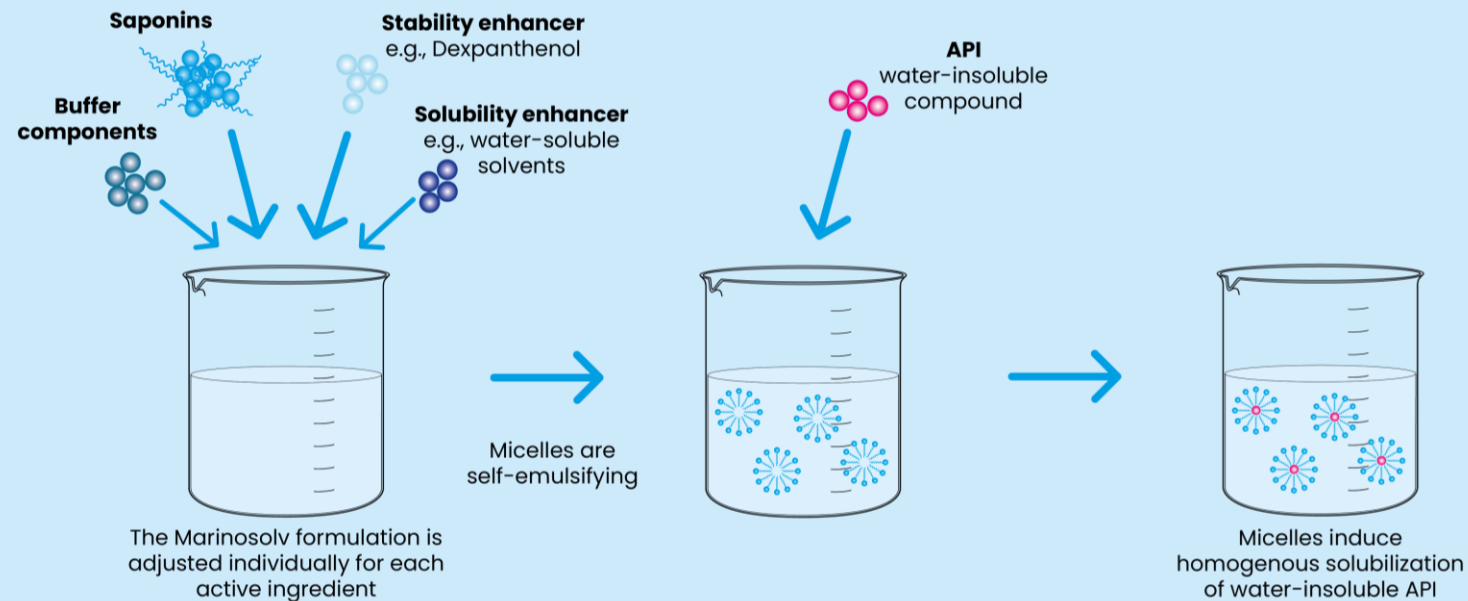 Saponins
Stability enhancer
e.g., Dexpanthenol
Buffer
components
Solubility enhancer
e.g., water-soluble
solvents
API
water-insoluble
compound
Micelles are
self-emulsifying
The Marinosolv formulation is
adjusted individually for each
active ingredient
Micelles induce
homogenous solubilization
of water-insoluble API